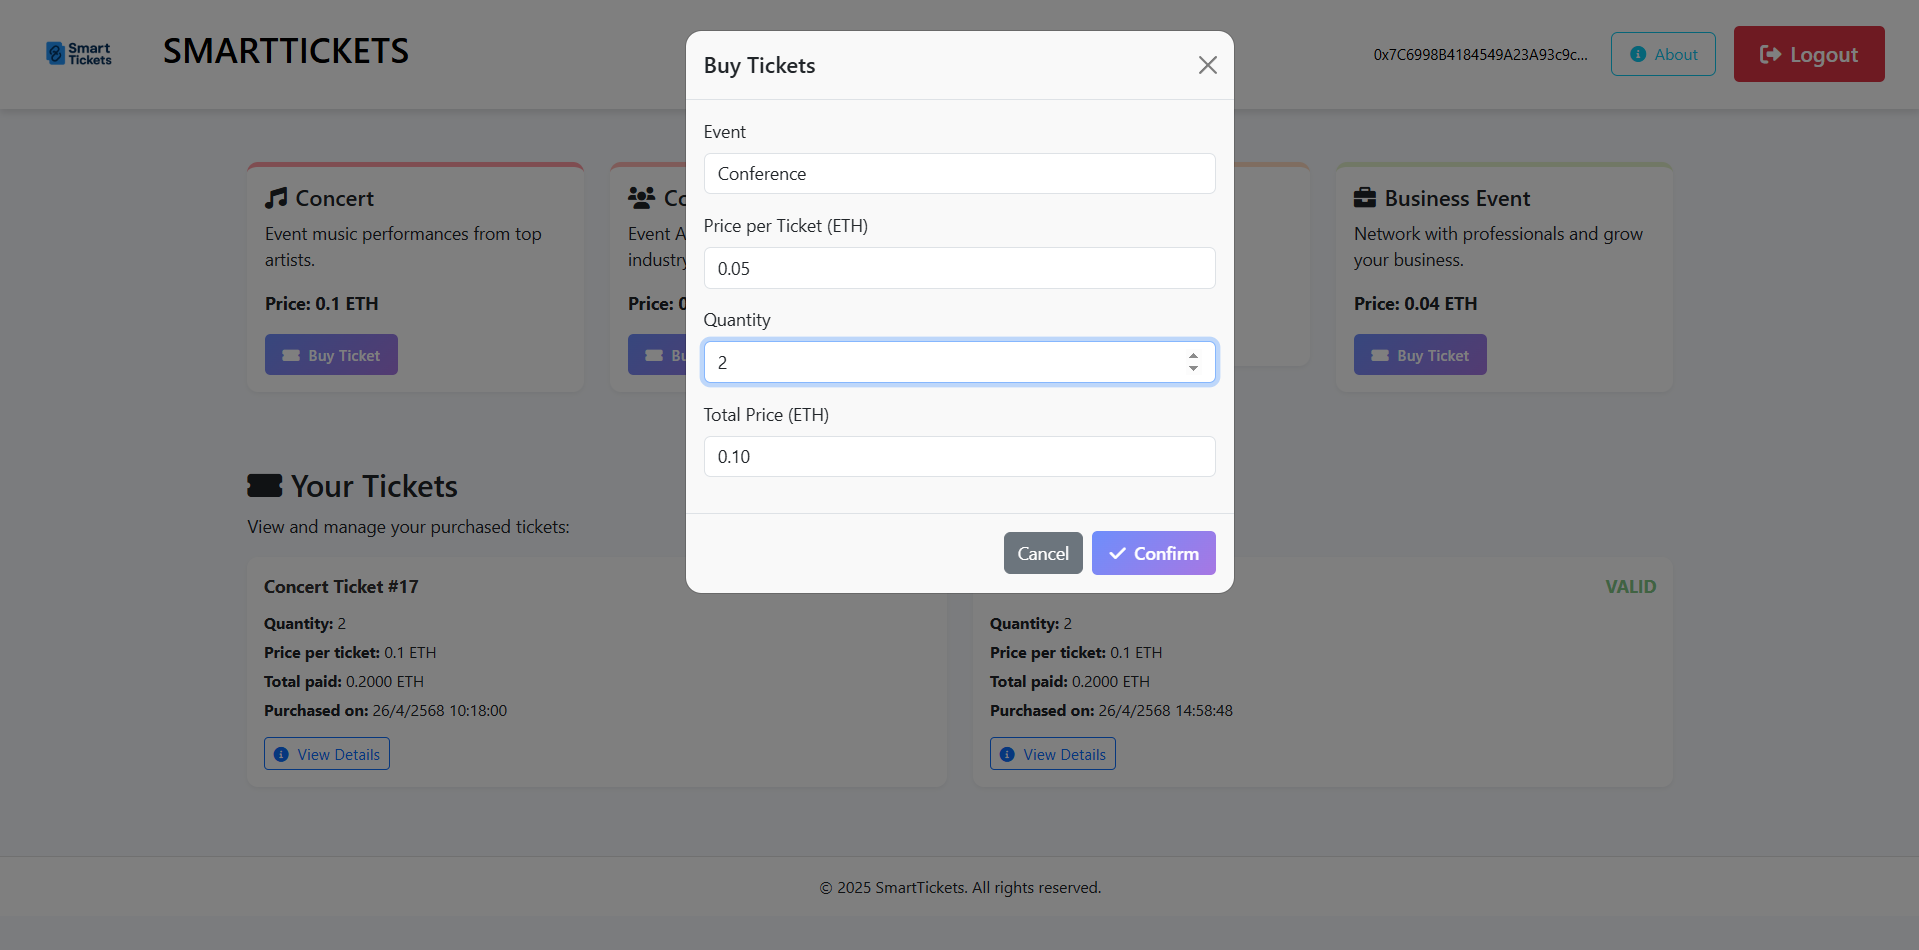 Smart
Tickets
SMARTTICKETS
0x7C6998B4184549A23A93c9c...
About
Logout
Buy Tickets
Event
Conference
Price per Ticket (ETH)
0.05
Quantity
2
Total Price (ETH)
0.10
Cancel
Confirm
Concert
Event music performances from top
artists.
Price: 0.1 ETH
Buy Ticket
Event
industry
Price:
Business Event
Network with professionals and grow
your business.
Price: 0.04 ETH
Buy Ticket
Your Tickets
View and manage your purchased tickets:
Concert Ticket #17
Quantity: 2
Price per ticket: 0.1 ETH
Total paid: 0.2000 ETH
Purchased on: 26/4/2568 10:18:00
View Details
VALID
Quantity: 2
Price per ticket: 0.1 ETH
Total paid: 0.2000 ETH
Purchased on: 26/4/2568 14:58:48
View Details
© 2025 SmartTickets. All rights reserved.